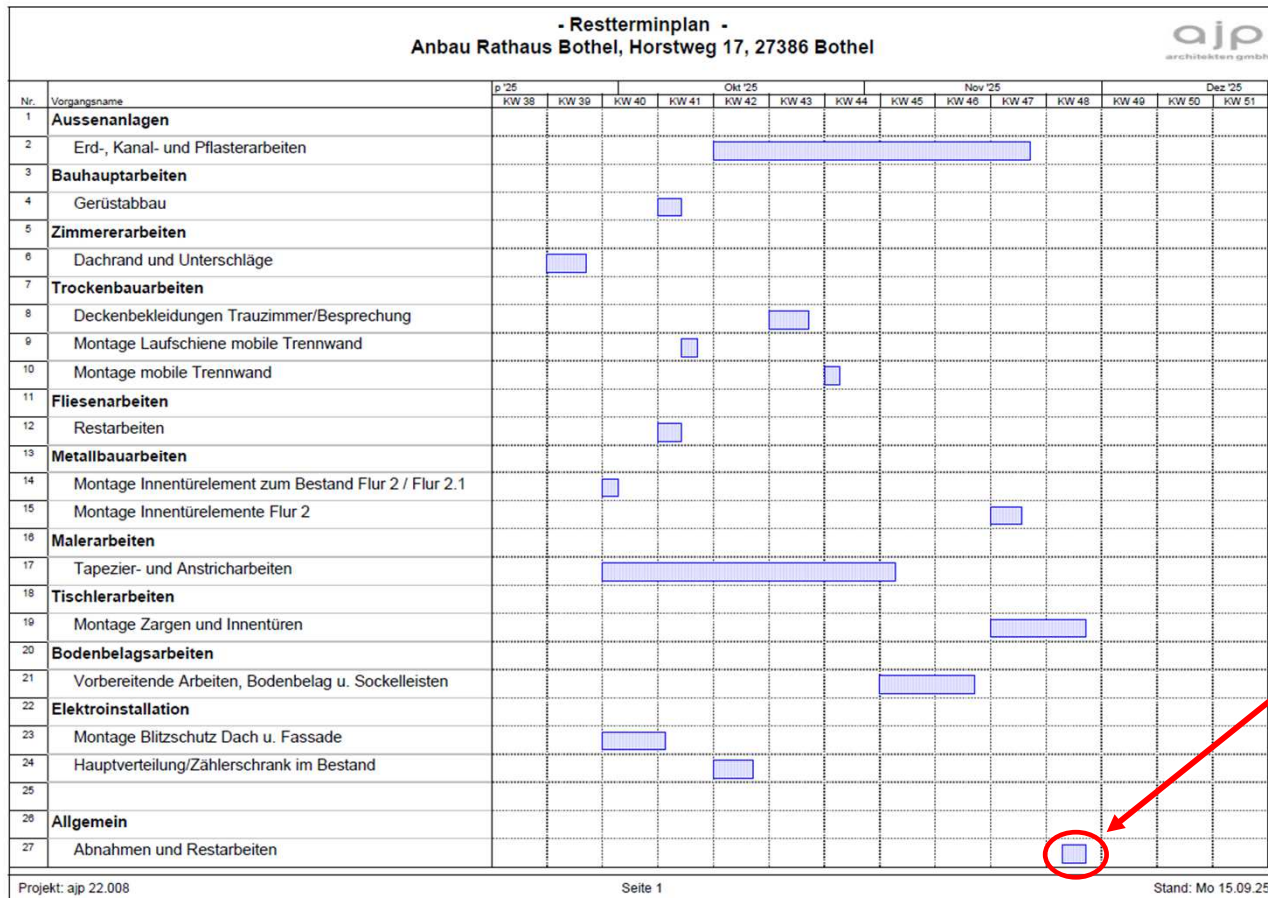 - Restterminplan -
Anbau Rathaus Bothel, Horstweg 17, 27386 Bothel
ajp
architekten gmbh
p '25 Okt '25 Nov '25 Dez '25
Nr. Vorgangsname KW 38 KW 39 KW 40 KW 41 KW 42 KW 43 KW 44 KW 45 KW 46 KW 47 KW 48 KW 49 KW 50 KW 51
1 Aussenanlagen
2 Erd-, Kanal- und Pflasterarbeiten
3 Bauhauptarbeiten
4 Gerüstabbau
5 Zimmererarbeiten
6 Dachrand und Unterschläge
7 Trockenbauarbeiten
8 Deckenbekleidungen Trauzimmer/Besprechung
9 Montage Laufschiene mobile Trennwand
10 Montage mobile Trennwand
11 Fliesenarbeiten
12 Restarbeiten
13 Metallbauarbeiten
14 Montage Innentürelement zum Bestand Flur 2 / Flur 2.1
15 Montage Innentürelemente Flur 2
16 Malerarbeiten
17 Tapezier- und Anstricharbeiten
18 Tischlerarbeiten
19 Montage Zargen und Innentüren
20 Bodenbelagsarbeiten
21 Vorbereitende Arbeiten, Bodenbelag u. Sockelleisten
22 Elektroinstallation
23 Montage Blitzschutz Dach u. Fassade
24 Hauptverteilung/Zählerschrank im Bestand
25
26 Allgemein
27 Abnahmen und Restarbeiten
Projekt: ajp 22.008 Seite 1 Stand: Mo 15.09.25